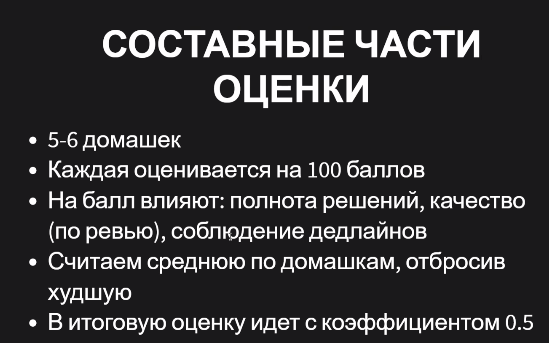 СОСТАВНЫЕ ЧАСТИ
ОЦЕНКИ
• 5-6 домашек
• Каждая оценивается на 100 баллов
• На балл влияют: полнота решений, качество
(по ревью), соблюдение дедлайнов
• Считаем среднюю по домашкам, отбросив
худшую
• В итоговую оценку идет с коэффициентом 0.5